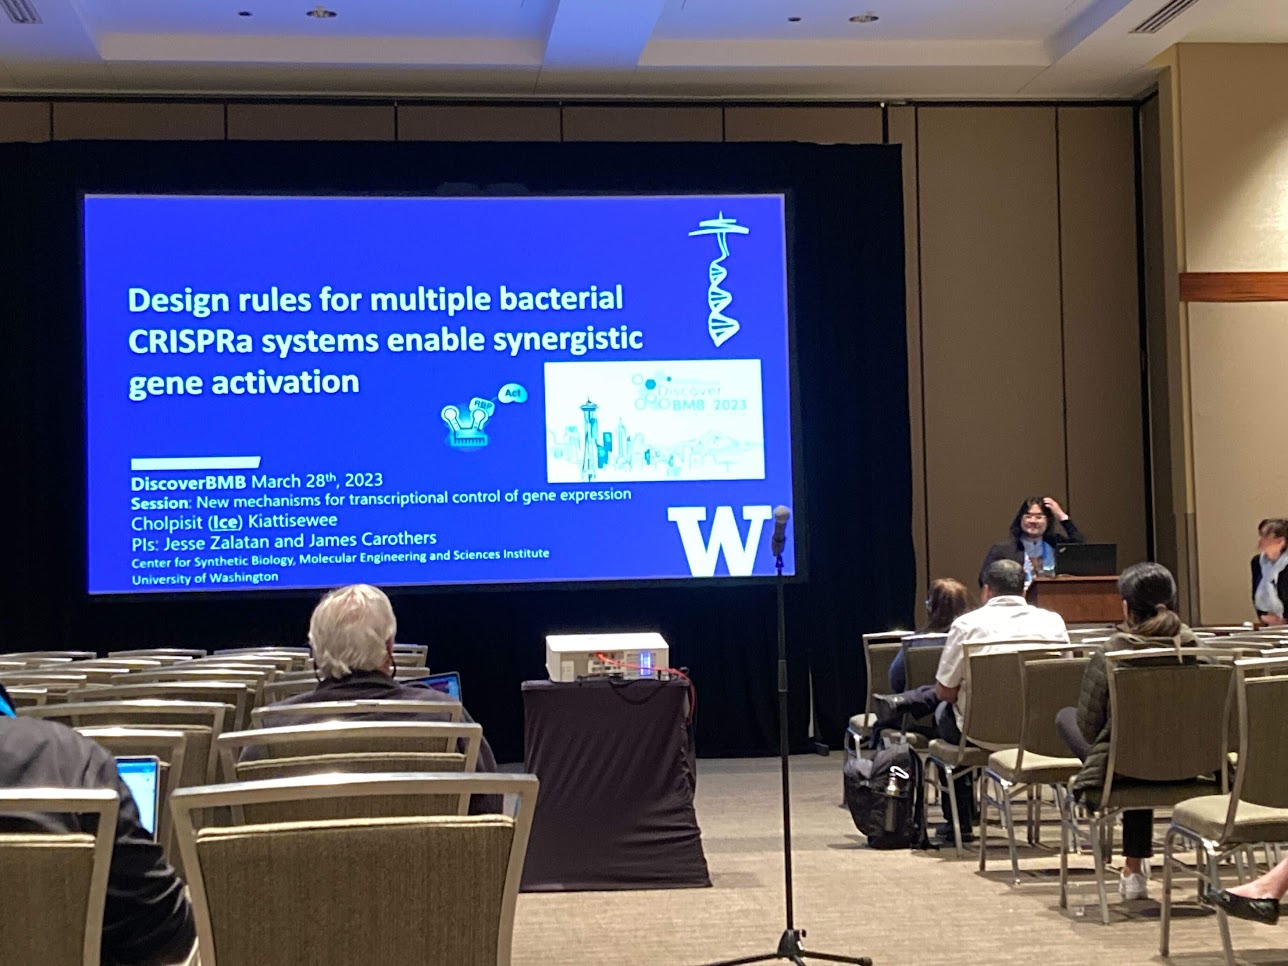 Design rules for multiple bacterial
CRISPRa systems enable synergistic
gene activation
RBP
Act
Discover
BMB 2023
DiscoverBMB March 28th, 2023
Session: New mechanisms for transcriptional control of gene expression
Cholpisit (Ice) Kiattisewee
PIs: Jesse Zalatan and James Carothers
Center for Synthetic Biology, Molecular Engineering and Sciences Institute
University of Washington
W